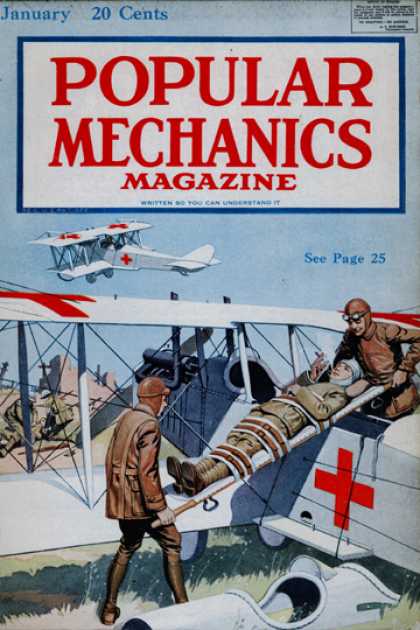 January 20 Cents
POPULAR
MECHANICS
MAGAZINE
WRITTEN SO YOU CAN UNDERSTAND IT
See Page 25